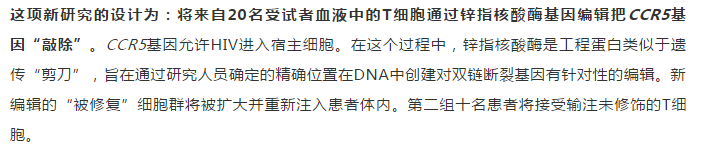 这项新研究的设计为：将来自20名受试者血液中的T细胞通过锌指核酸酶基因编辑把CCR5基
因“敲除”。CCR5基因允许HIV进入宿主细胞。在这个过程中，锌指核酸酶是工程蛋白类似于遗
传“剪刀”，旨在通过研究人员确定的精确位置在DNA中创建对双链断裂基因有针对性的编辑。新
编辑的“被修复”细胞群将被扩大并重新注入患者体内。第二组十名患者将接受输注未修饰的T细
胞。